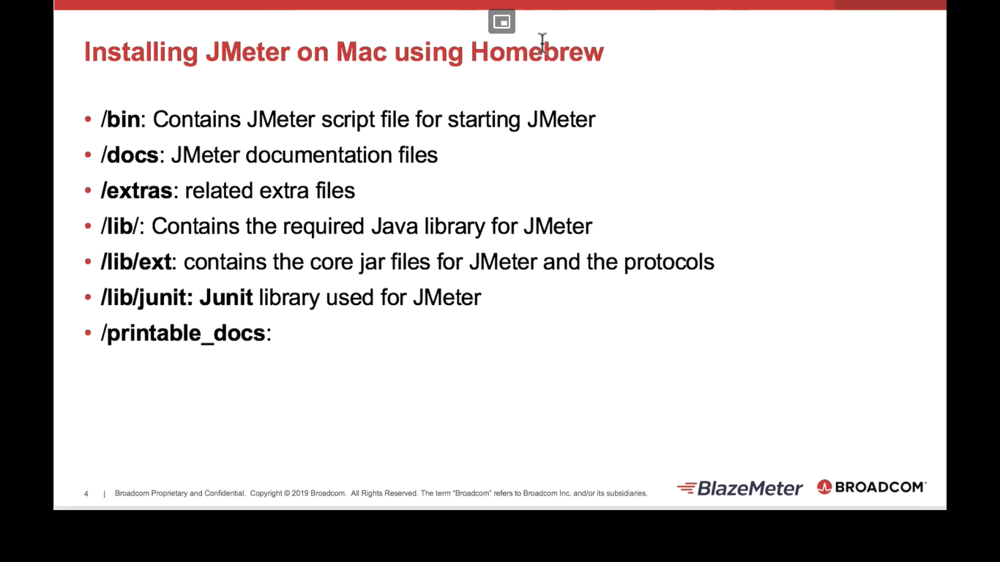 Installing JMeter on Mac using Homebrew
• /bin: Contains JMeter script file for starting JMeter
• /docs: JMeter documentation files
• /extras: related extra files
• /lib/: Contains the required Java library for JMeter
• /lib/ext: contains the core jar files for JMeter and the protocols
• /lib/junit: Junit library used for JMeter
• /printable_docs:
4 | Broadcom Proprietary and Confidential. Copyright © 2019 Broadcom. All Rights Reserved. The term “Broadcom” refers to Broadcom Inc. and/or its subsidiaries.
BlazeMeter
BROADCOM